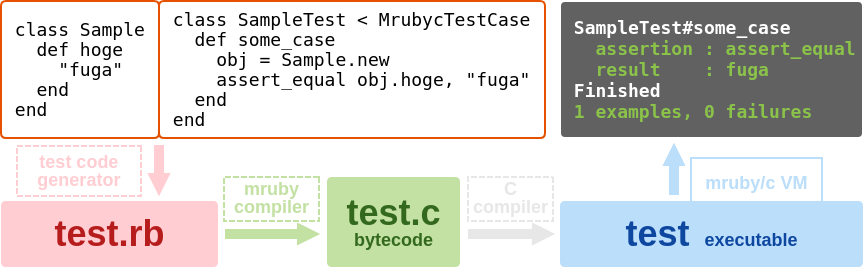 class Sample
  def hoge
    "fuga"
  end
end
class SampleTest < MrubycTestCase
  def some_case
    obj = Sample.new
    assert_equal obj.hoge, "fuga"
  end
end
SampleTest#some_case
  assertion : assert_equal
  result    : fuga
Finished
1 examples, 0 failures
test code
generator
mruby
compiler
C
compiler
mruby/c VM
test.rb
test.c
bytecode
test executable